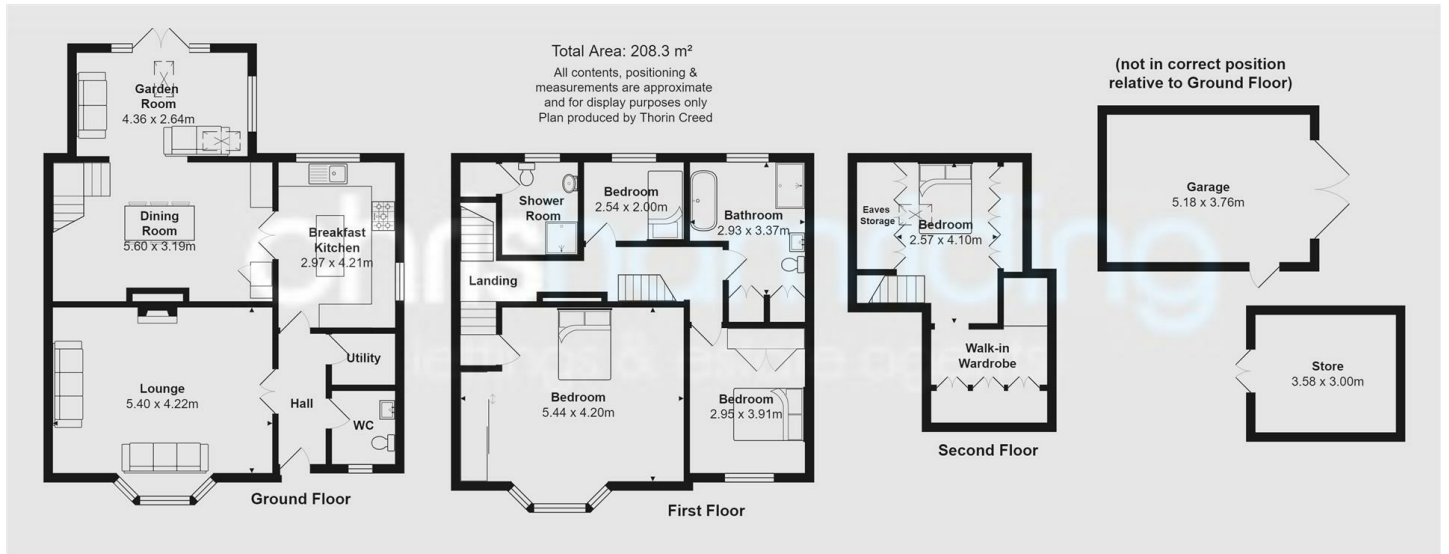 Total Area: 208.3 m²
All contents, positioning &
measurements are approximate
and for display purposes only
Plan produced by Thorin Creed
Garden
Room
4.36 x 2.64m
Dining
Room
5.60 x 3.19m
Breakfast
Kitchen
2.97 x 4.21m
Lounge
5.40 x 4.22m
Hall
Utility
WC
Ground Floor
Shower
Room
Bedroom
2.54 x 2.00m
Bathroom
2.93 x 3.37m
Landing
Bedroom
5.44 x 4.20m
Bedroom
2.95 x 3.91m
First Floor
Eaves
Storage
Bedroom
2.57 x 4.10m
Walk-in
Wardrobe
Second Floor
(not in correct position
relative to Ground Floor)
Garage
5.18 x 3.76m
Store
3.58 x 3.00m